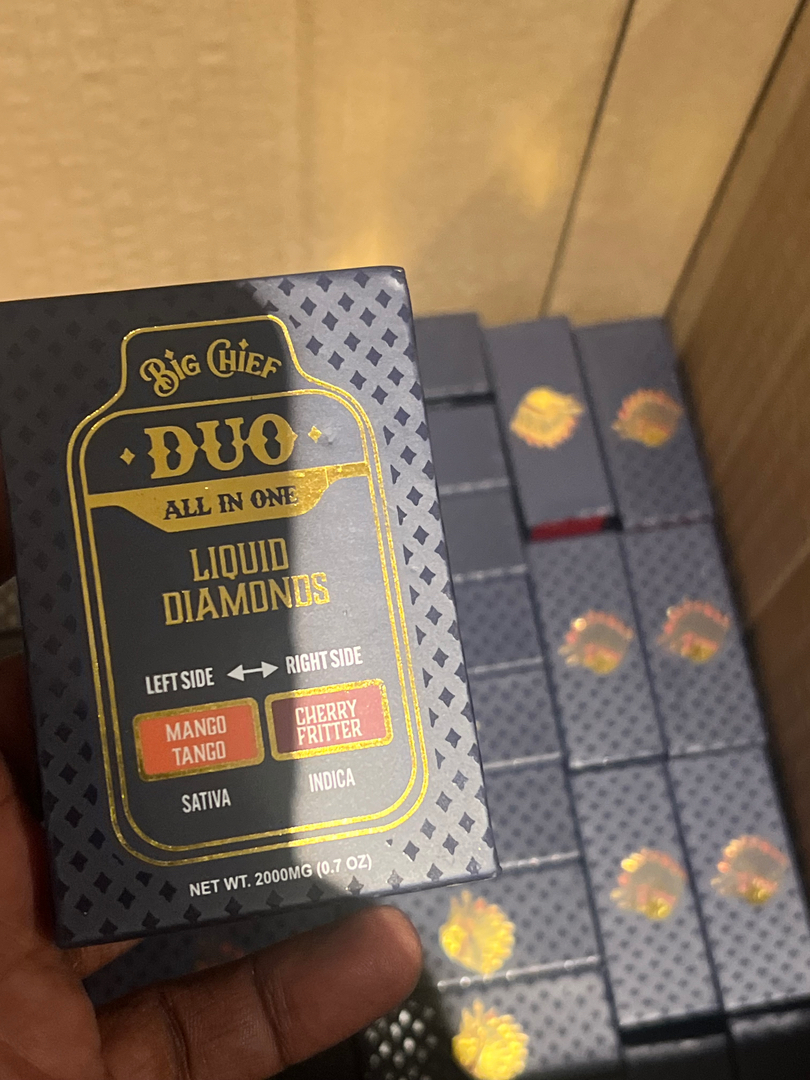 BIG CHIEF
DUO
ALL IN ONE
LIQUID
DIAMONDS
LEFT SIDE ↔ RIGHT SIDE
MANGO TANGO CHERRY FRITTER
SATIVA INDICA
NET WT. 2000MG (0.7 OZ)